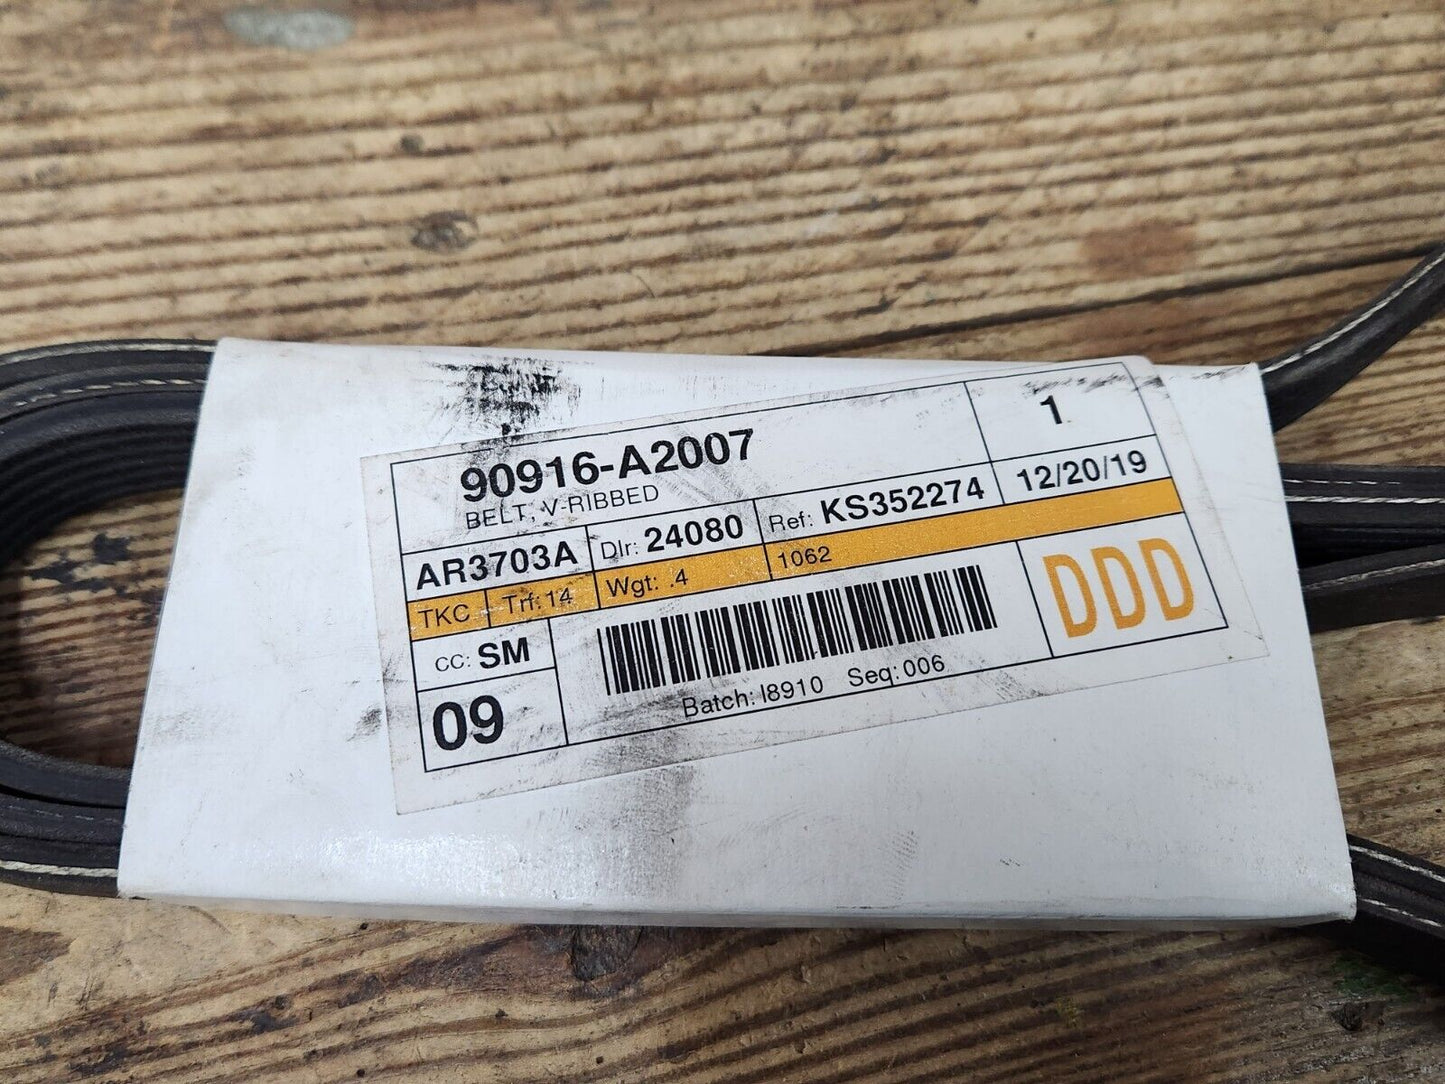 90916-A2007
1
BELT, V-RIBBED
AR3703A Dlr: 24080 Ref: KS352274 12/20/19
TKC Trf: 14 Wgt: .4 1062
CC: SM
DDD
09
Batch: I8910 Seq: 006